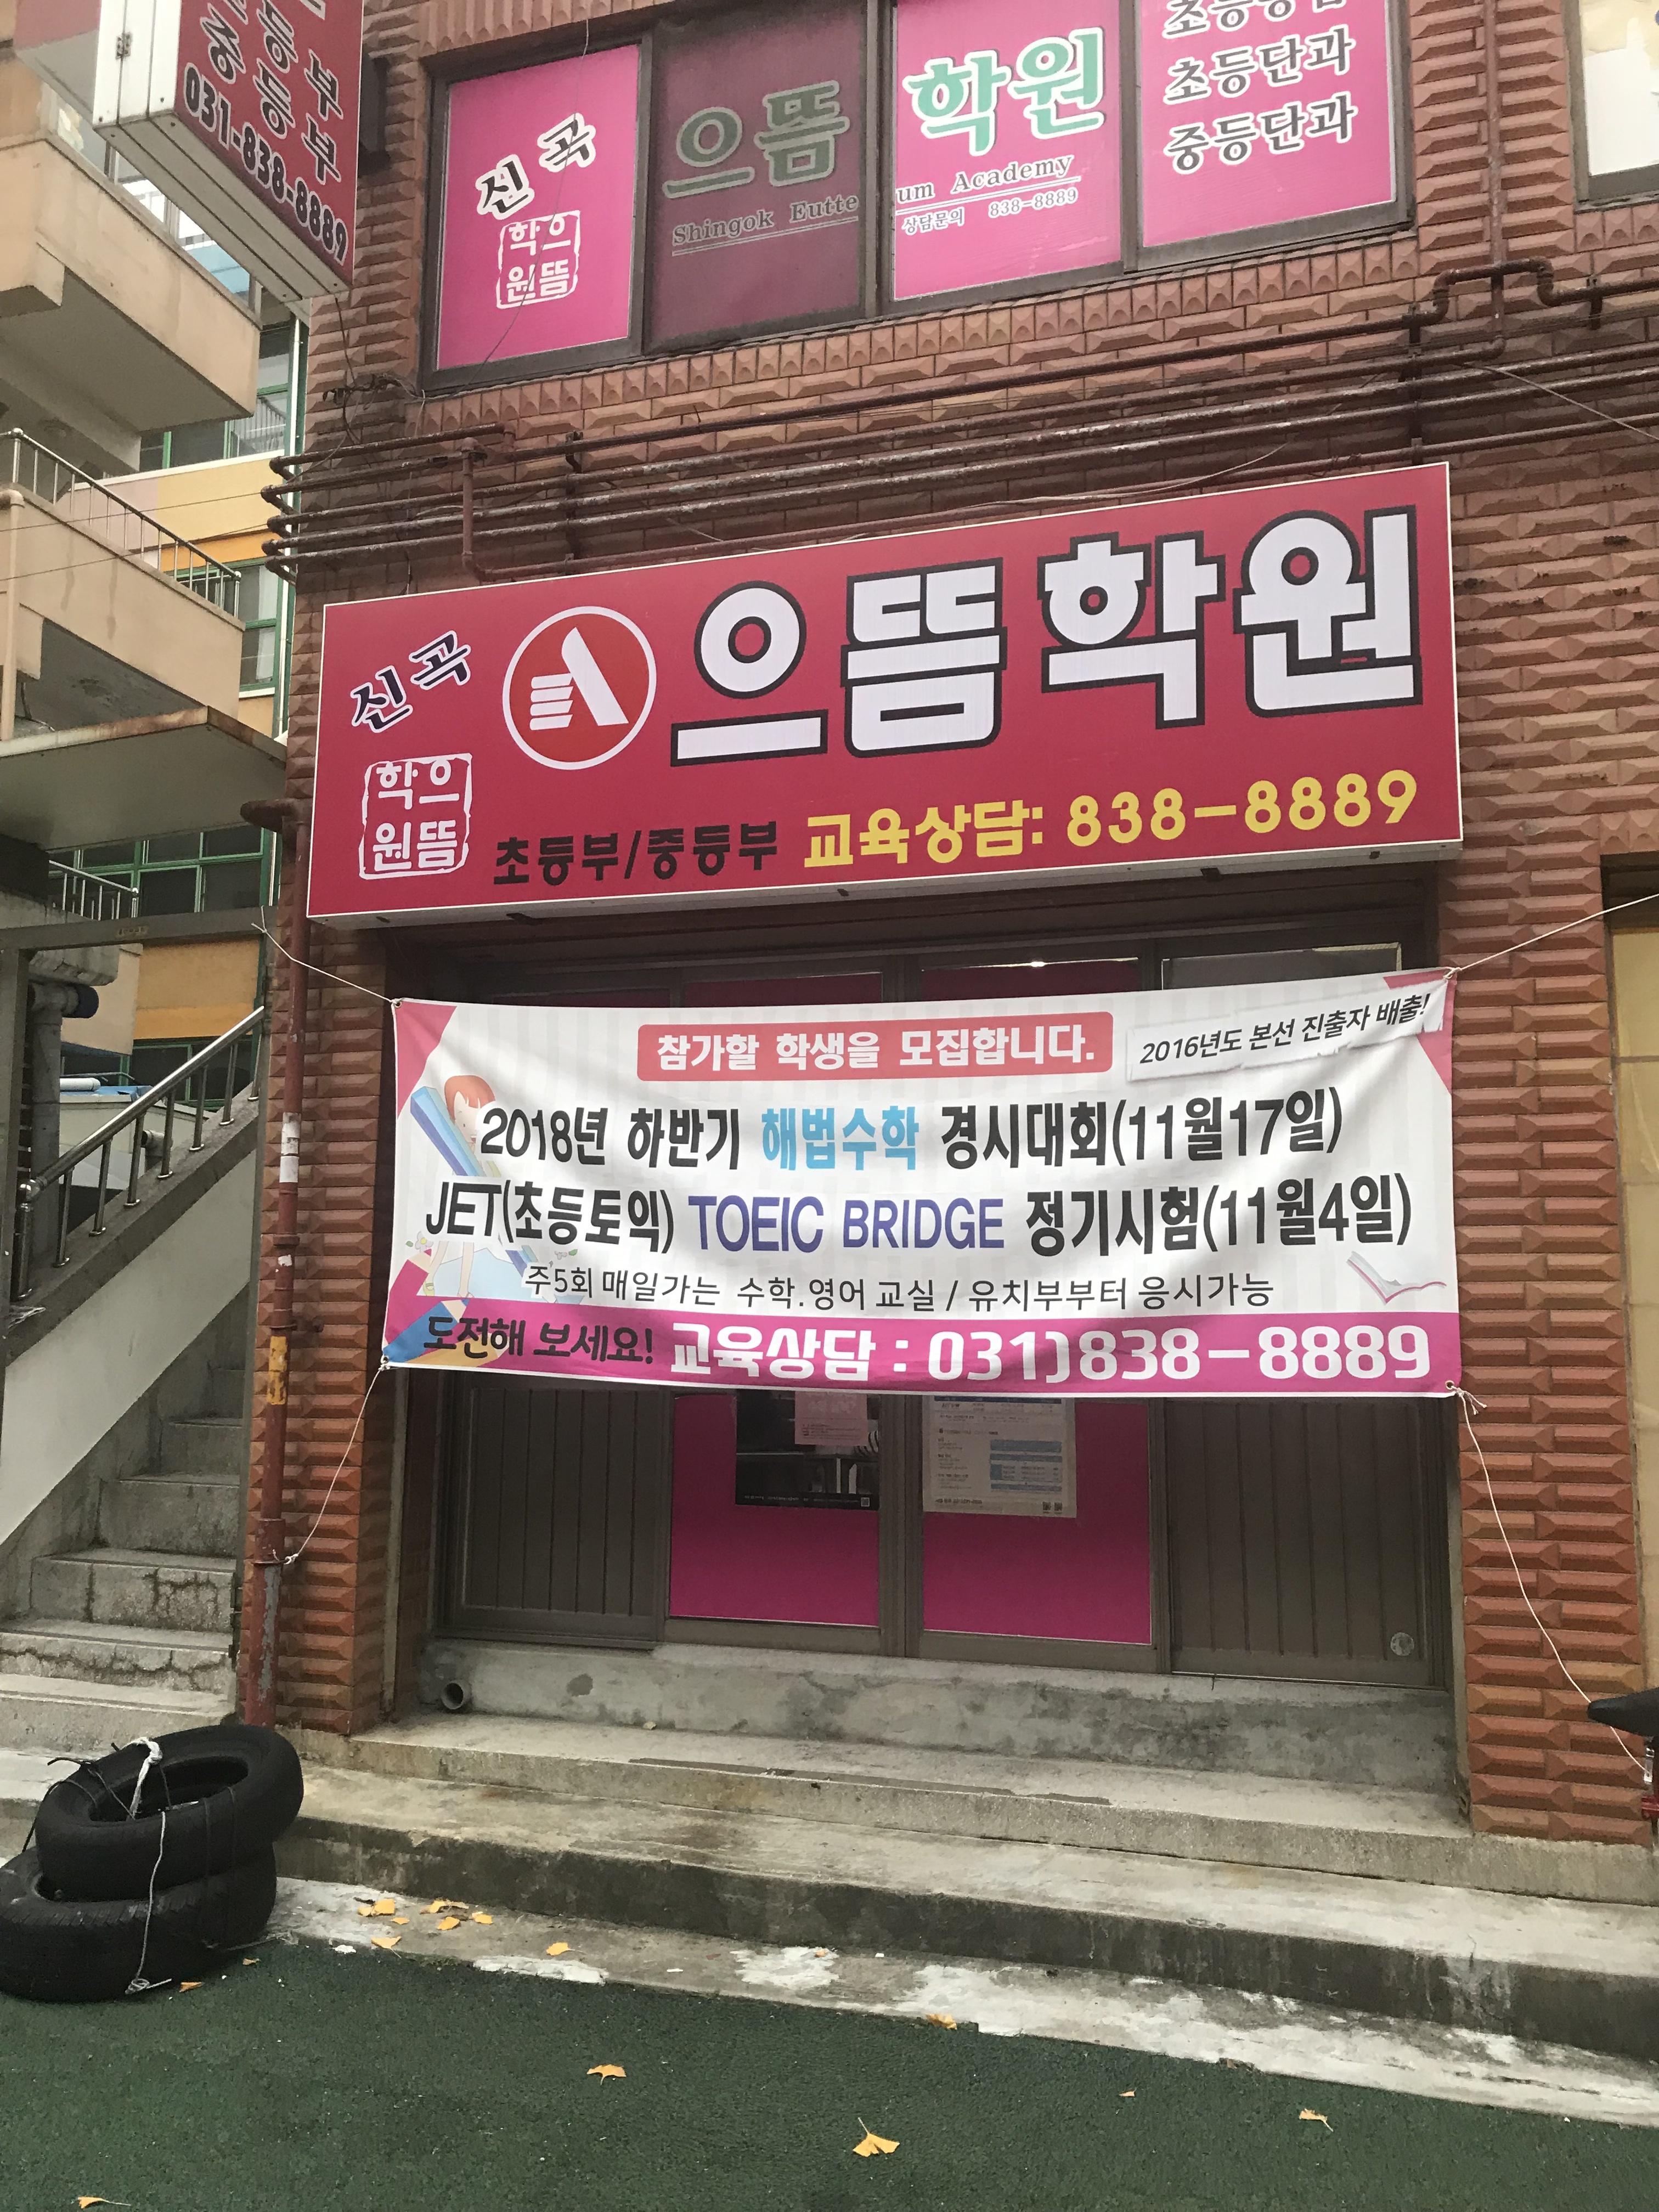 등부
중등부
031-838-8889
신곡
으뜸
학원
으뜸 학원
Shingok Eutteum Academy
상담문의 838-8889
초등단과
중등단과
신곡
으뜸학원
으뜸
학원
초등부/중등부 교육상담: 838-8889
참가할 학생을 모집합니다.
2016년도 본선 진출자 배출!
2018년 하반기 해법수학 경시대회(11월17일)
JET(초등토익) TOEIC BRIDGE 정기시험(11월4일)
주5회 매일가는 수학.영어 교실 / 유치부부터 응시가능
도전해 보세요! 교육상담 : 031)838-8889